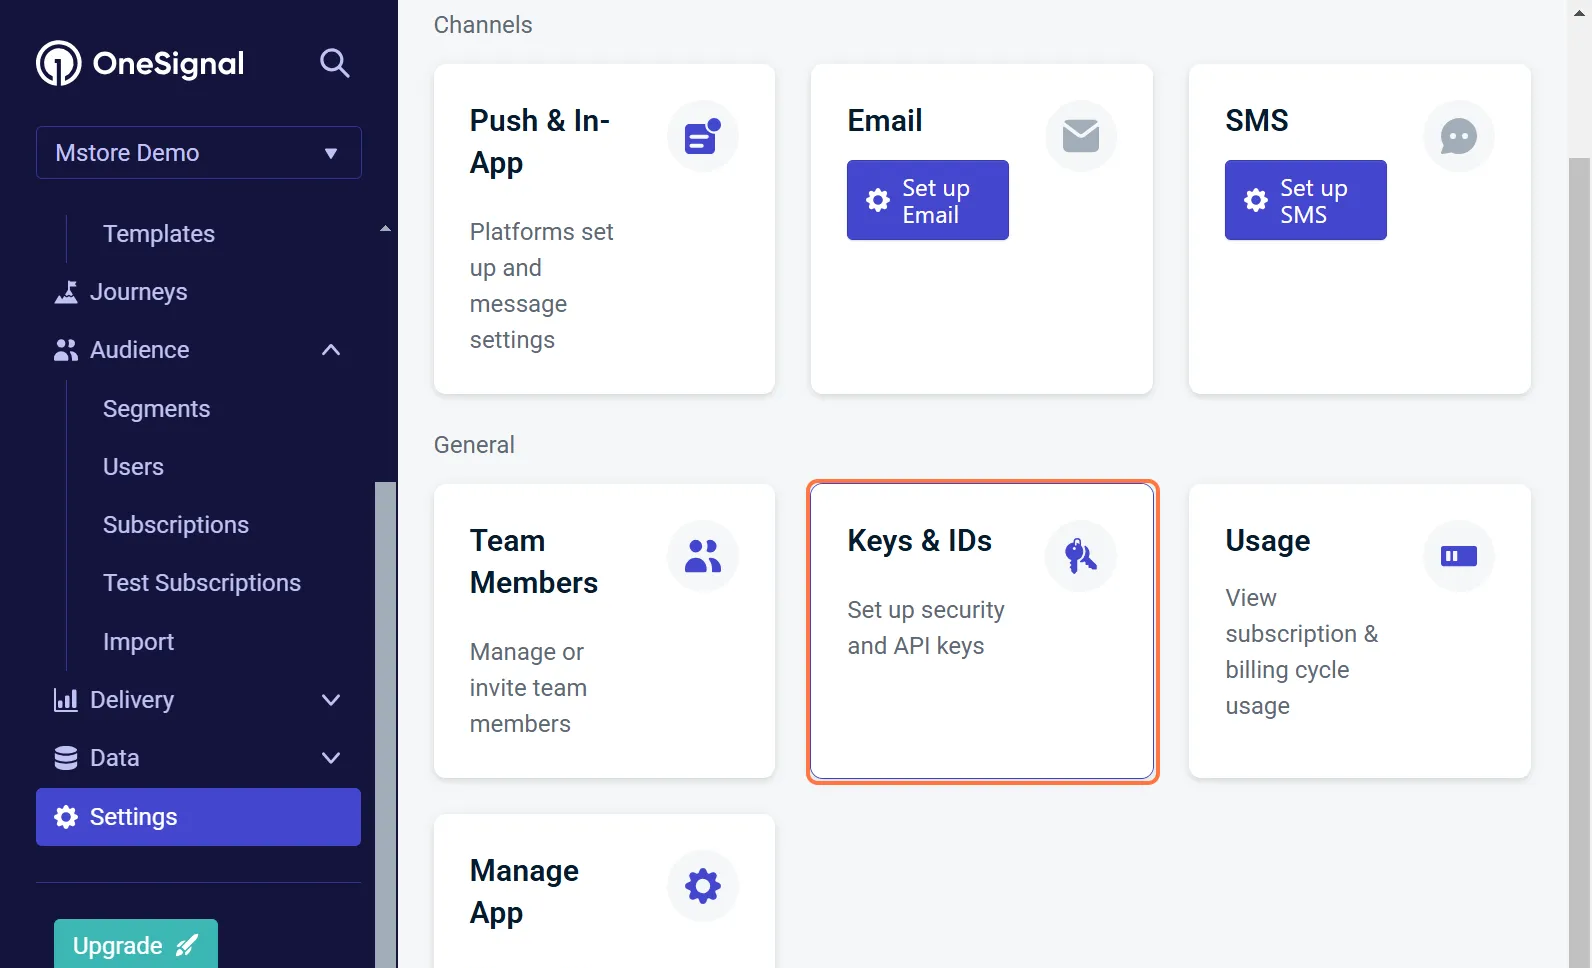 OneSignal
Mstore Demo
Templates
Journeys
Audience
Segments
Users
Subscriptions
Test Subscriptions
Import
Delivery
Data
Settings
Upgrade
Channels
Push & In-
App
Platforms set
up and
message
settings
Email
Set up
Email
SMS
Set up
SMS
General
Team
Members
Manage or
invite team
members
Keys & IDs
Set up security
and API keys
Usage
View
subscription &
billing cycle
usage
Manage
App